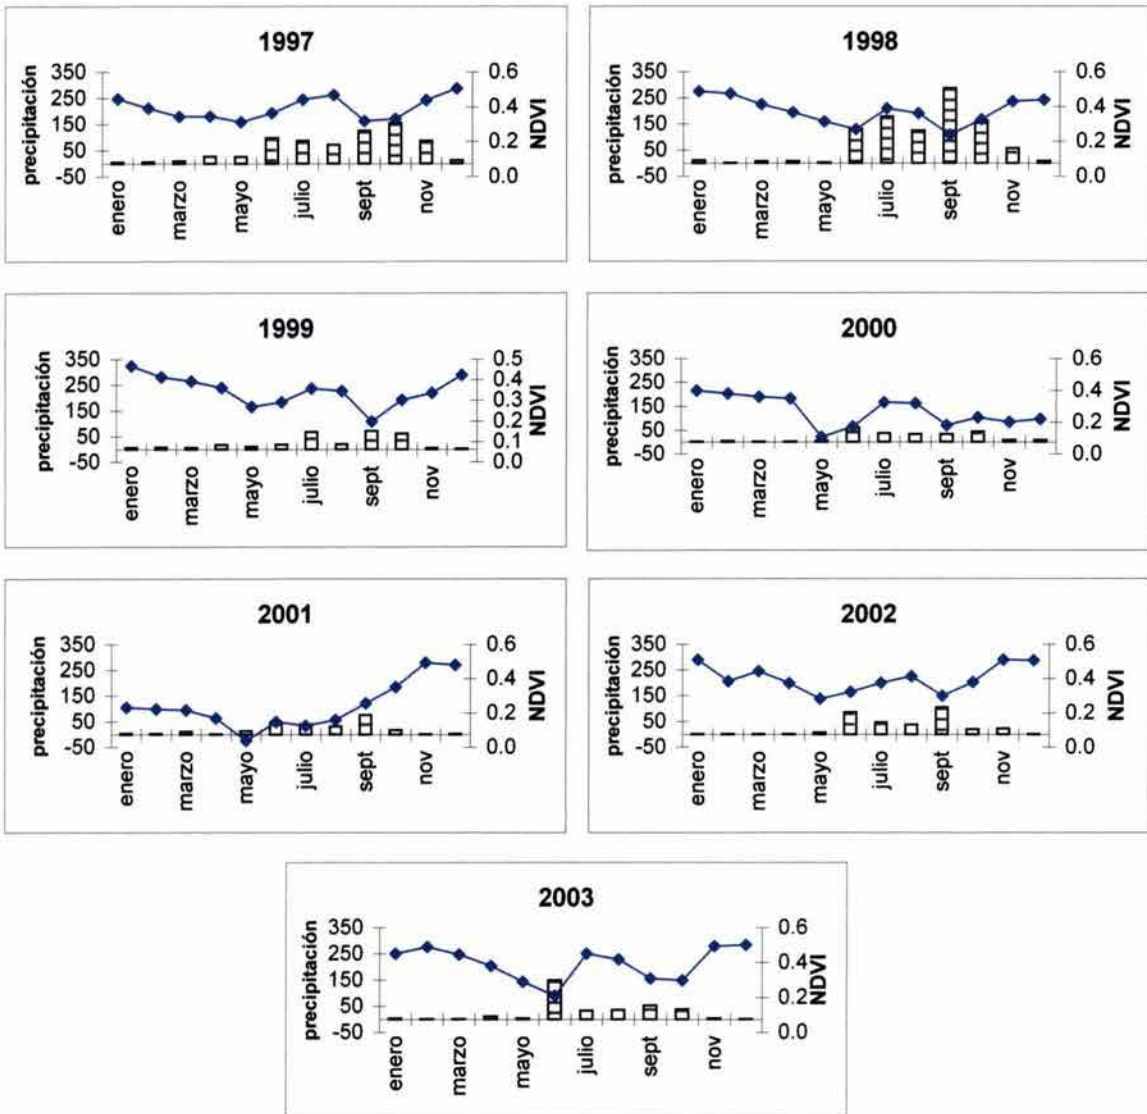 1997
350
250
150
50
-50
precipitación
0.6
0.4
0.2
0.0
NDVI
enero
marzo
mayo
julio
sept
nov
1998
350
250
150
50
-50
precipitación
0.6
0.4
0.2
0.0
NDVI
enero
marzo
mayo
julio
sept
nov
1999
350
250
150
50
-50
precipitación
0.5
0.4
0.3
0.2
0.1
0.0
NDVI
enero
marzo
mayo
julio
sept
nov
2000
350
250
150
50
-50
precipitación
0.6
0.4
0.2
0.0
NDVI
enero
marzo
mayo
julio
sept
nov
2001
350
250
150
50
-50
precipitación
0.6
0.4
0.2
0.0
NDVI
enero
marzo
mayo
julio
sept
nov
2002
350
250
150
50
-50
precipitación
0.6
0.4
0.2
0.0
NDVI
enero
marzo
mayo
julio
sept
nov
2003
350
250
150
50
-50
precipitación
0.6
0.4
0.2
0.0
NDVI
enero
marzo
mayo
julio
sept
nov